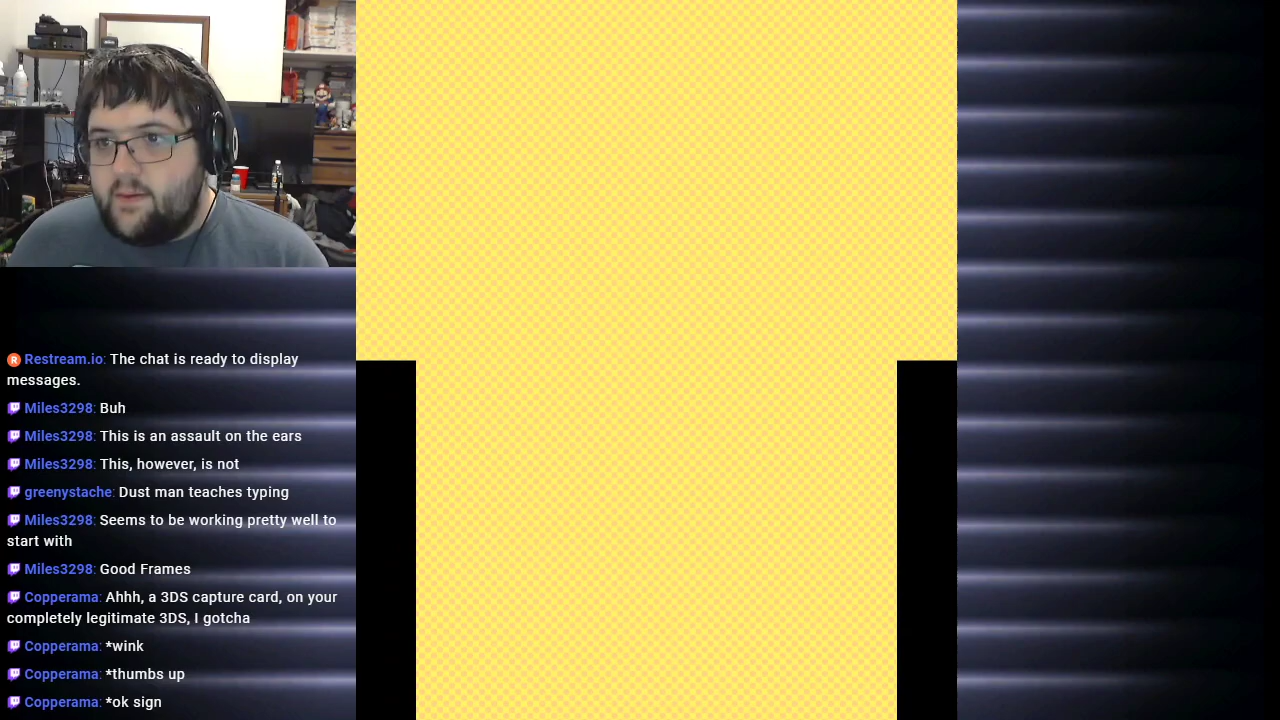 Restream.io: The chat is ready to display
messages.
Miles3298: Buh
Miles3298: This is an assault on the ears
Miles3298: This, however, is not
greenystache: Dust man teaches typing
Miles3298: Seems to be working pretty well to
start with
Miles3298: Good Frames
Copperama: Ahhh, a 3DS capture card, on your
completely legitimate 3DS, I gotcha
Copperama: *wink
Copperama: *thumbs up
Copperama: *ok sign